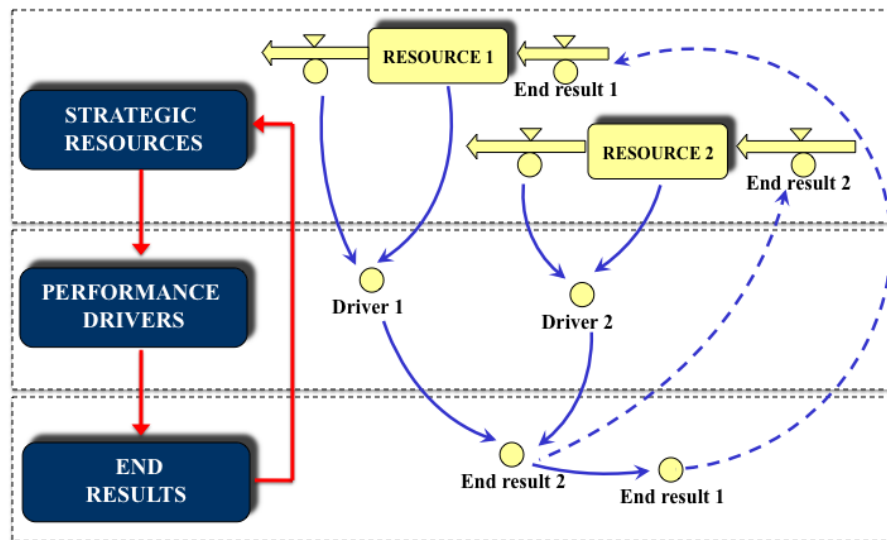 RESOURCE 1
End result 1
STRATEGIC
RESOURCES
RESOURCE 2
End result 2
PERFORMANCE
DRIVERS
Driver 1
Driver 2
END
RESULTS
End result 2
End result 1